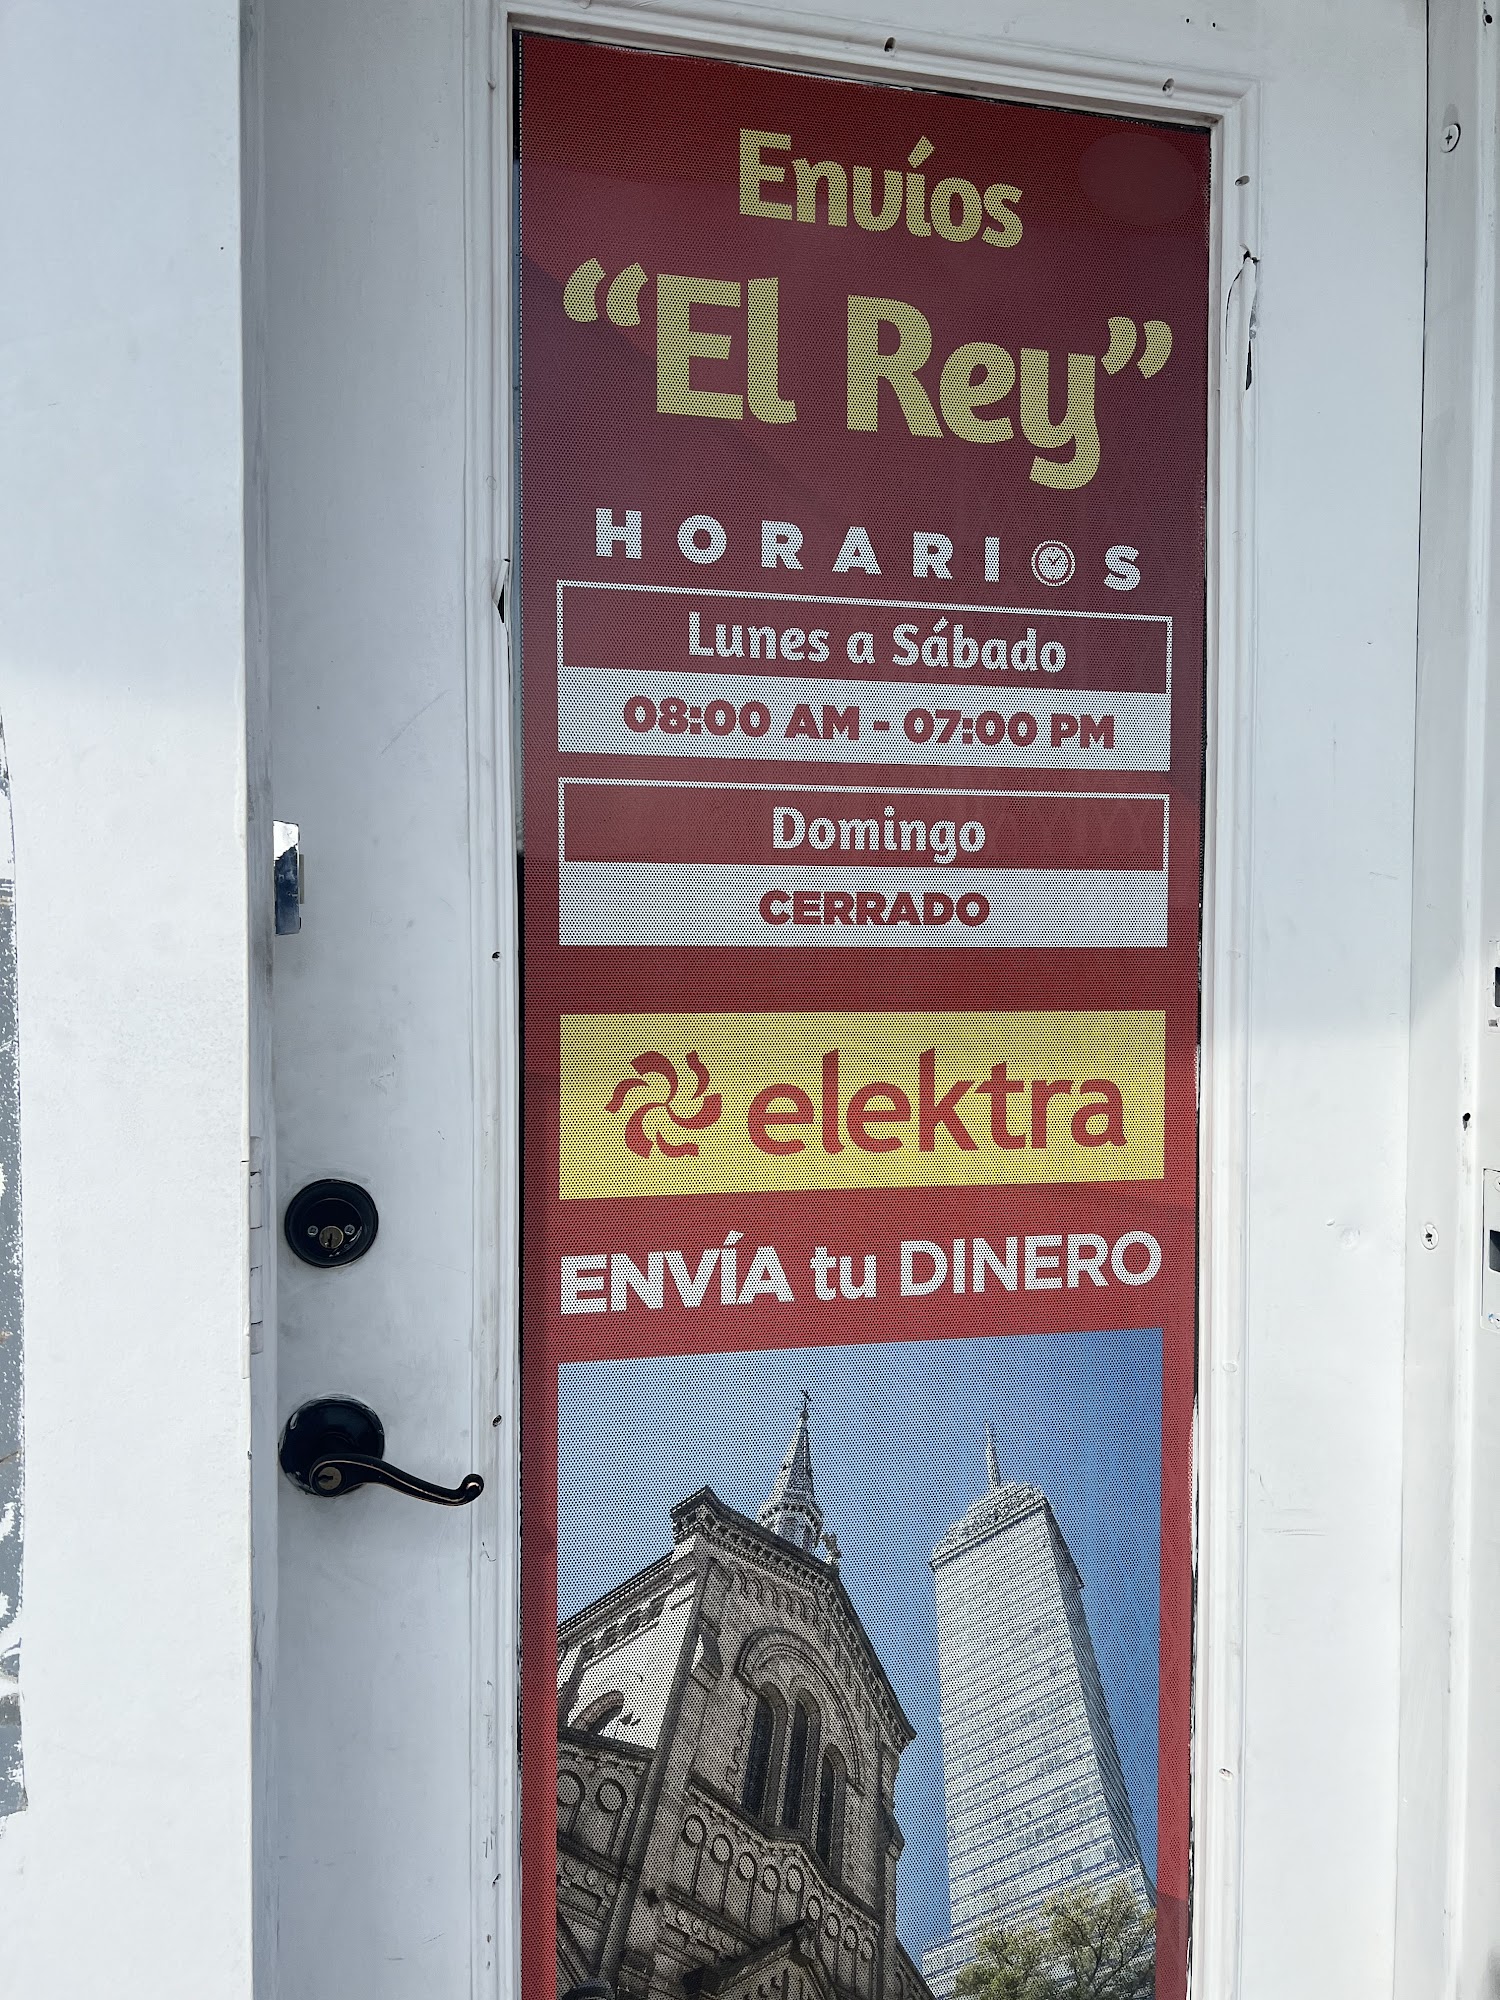 Envíos
“El Rey”
HORARIOS
Lunes a Sábado
08:00 AM - 07:00 PM
Domingo
CERRADO
elektra
ENVÍA tu DINERO